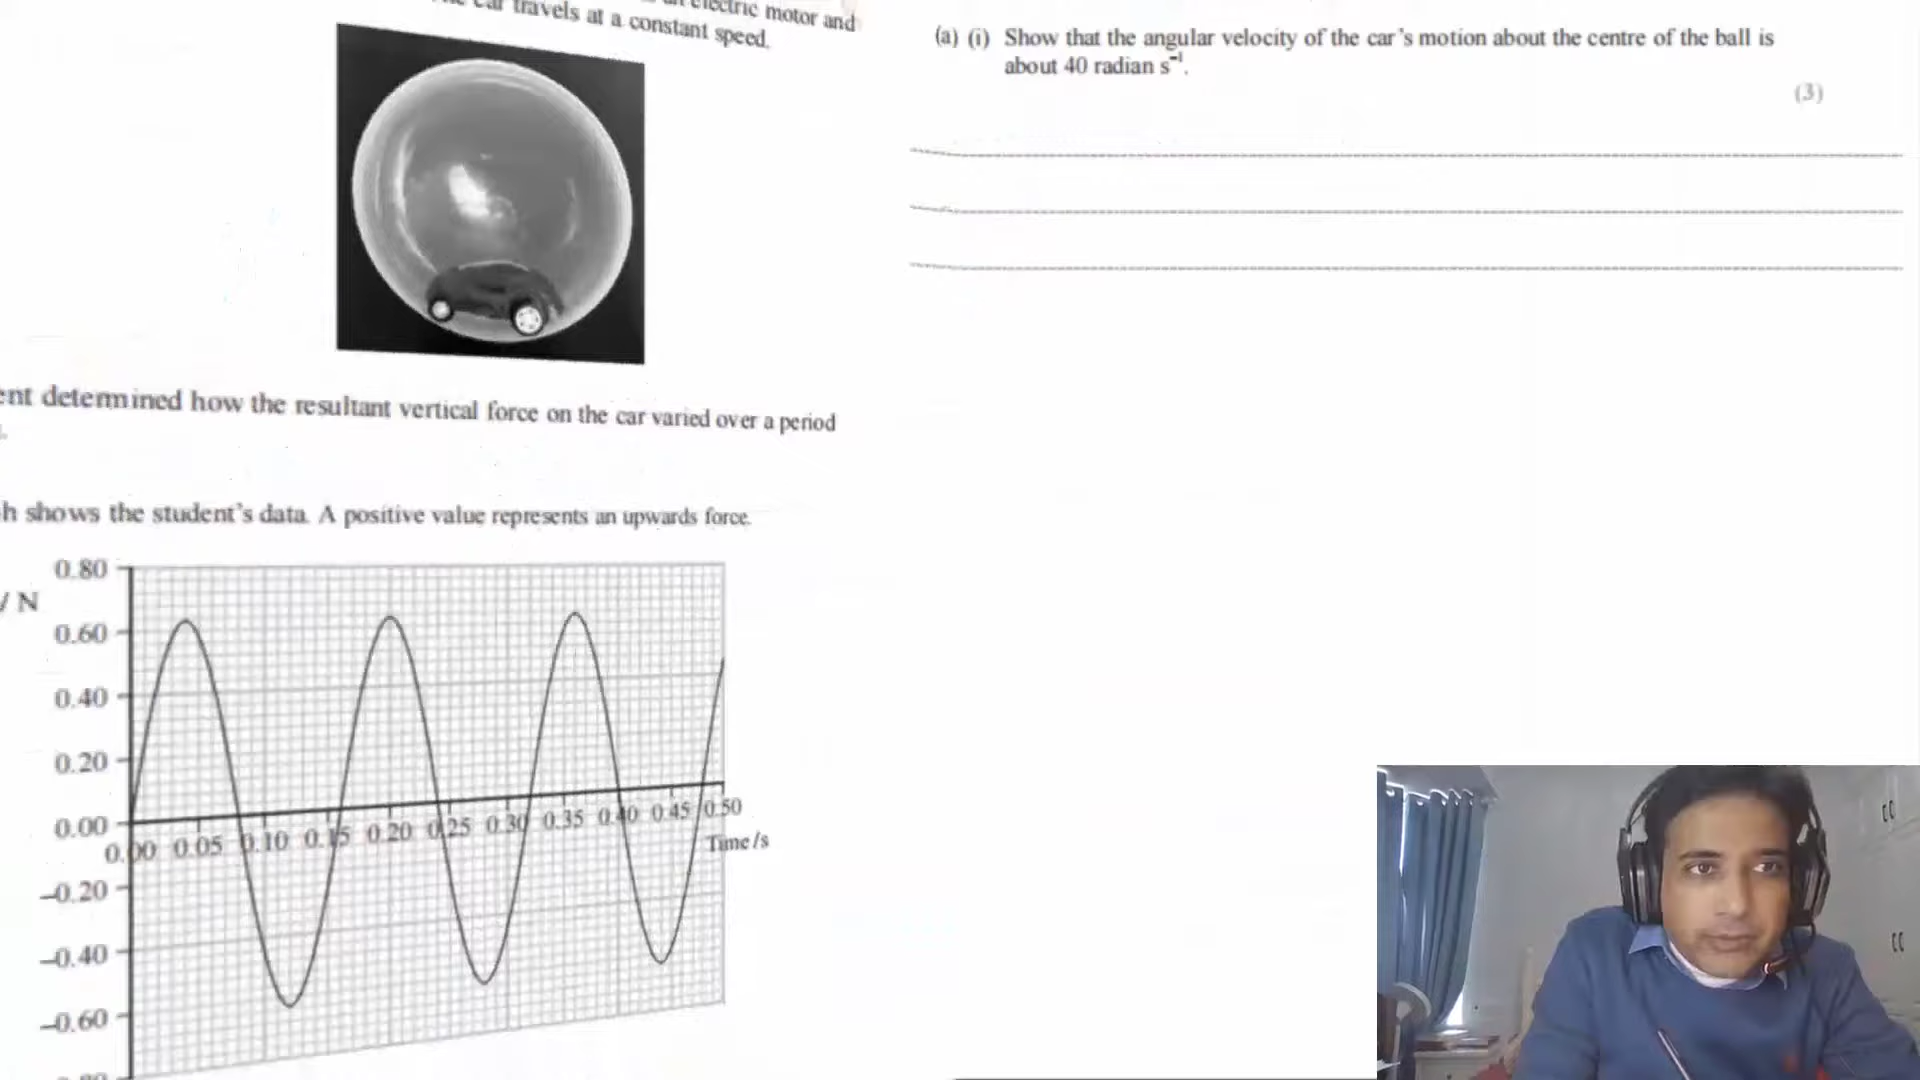 electric motor and
car travels at a constant speed.
determined how the resultant vertical force on the car varied over a period
shows the student's data. A positive value represents an upwards force.
/ N
0.80
0.60
0.40
0.20
0.00
-0.20
-0.40
-0.60
0.00 0.05 0.10 0.15 0.20 0.25 0.30 0.35 0.40 0.45 0.50
Time/s
(a) (i) Show that the angular velocity of the car's motion about the centre of the ball is
about 40 radian s⁻¹.
(3)